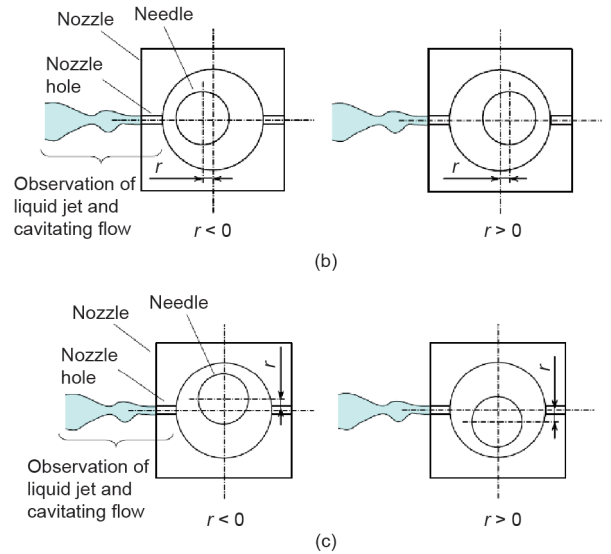 Nozzle
Needle
Nozzle
hole
r
r
Observation of
liquid jet and
cavitating flow
r < 0
r > 0
(b)
Nozzle
Needle
Nozzle
hole
r
r
Observation of
liquid jet and
cavitating flow
r < 0
r > 0
(c)